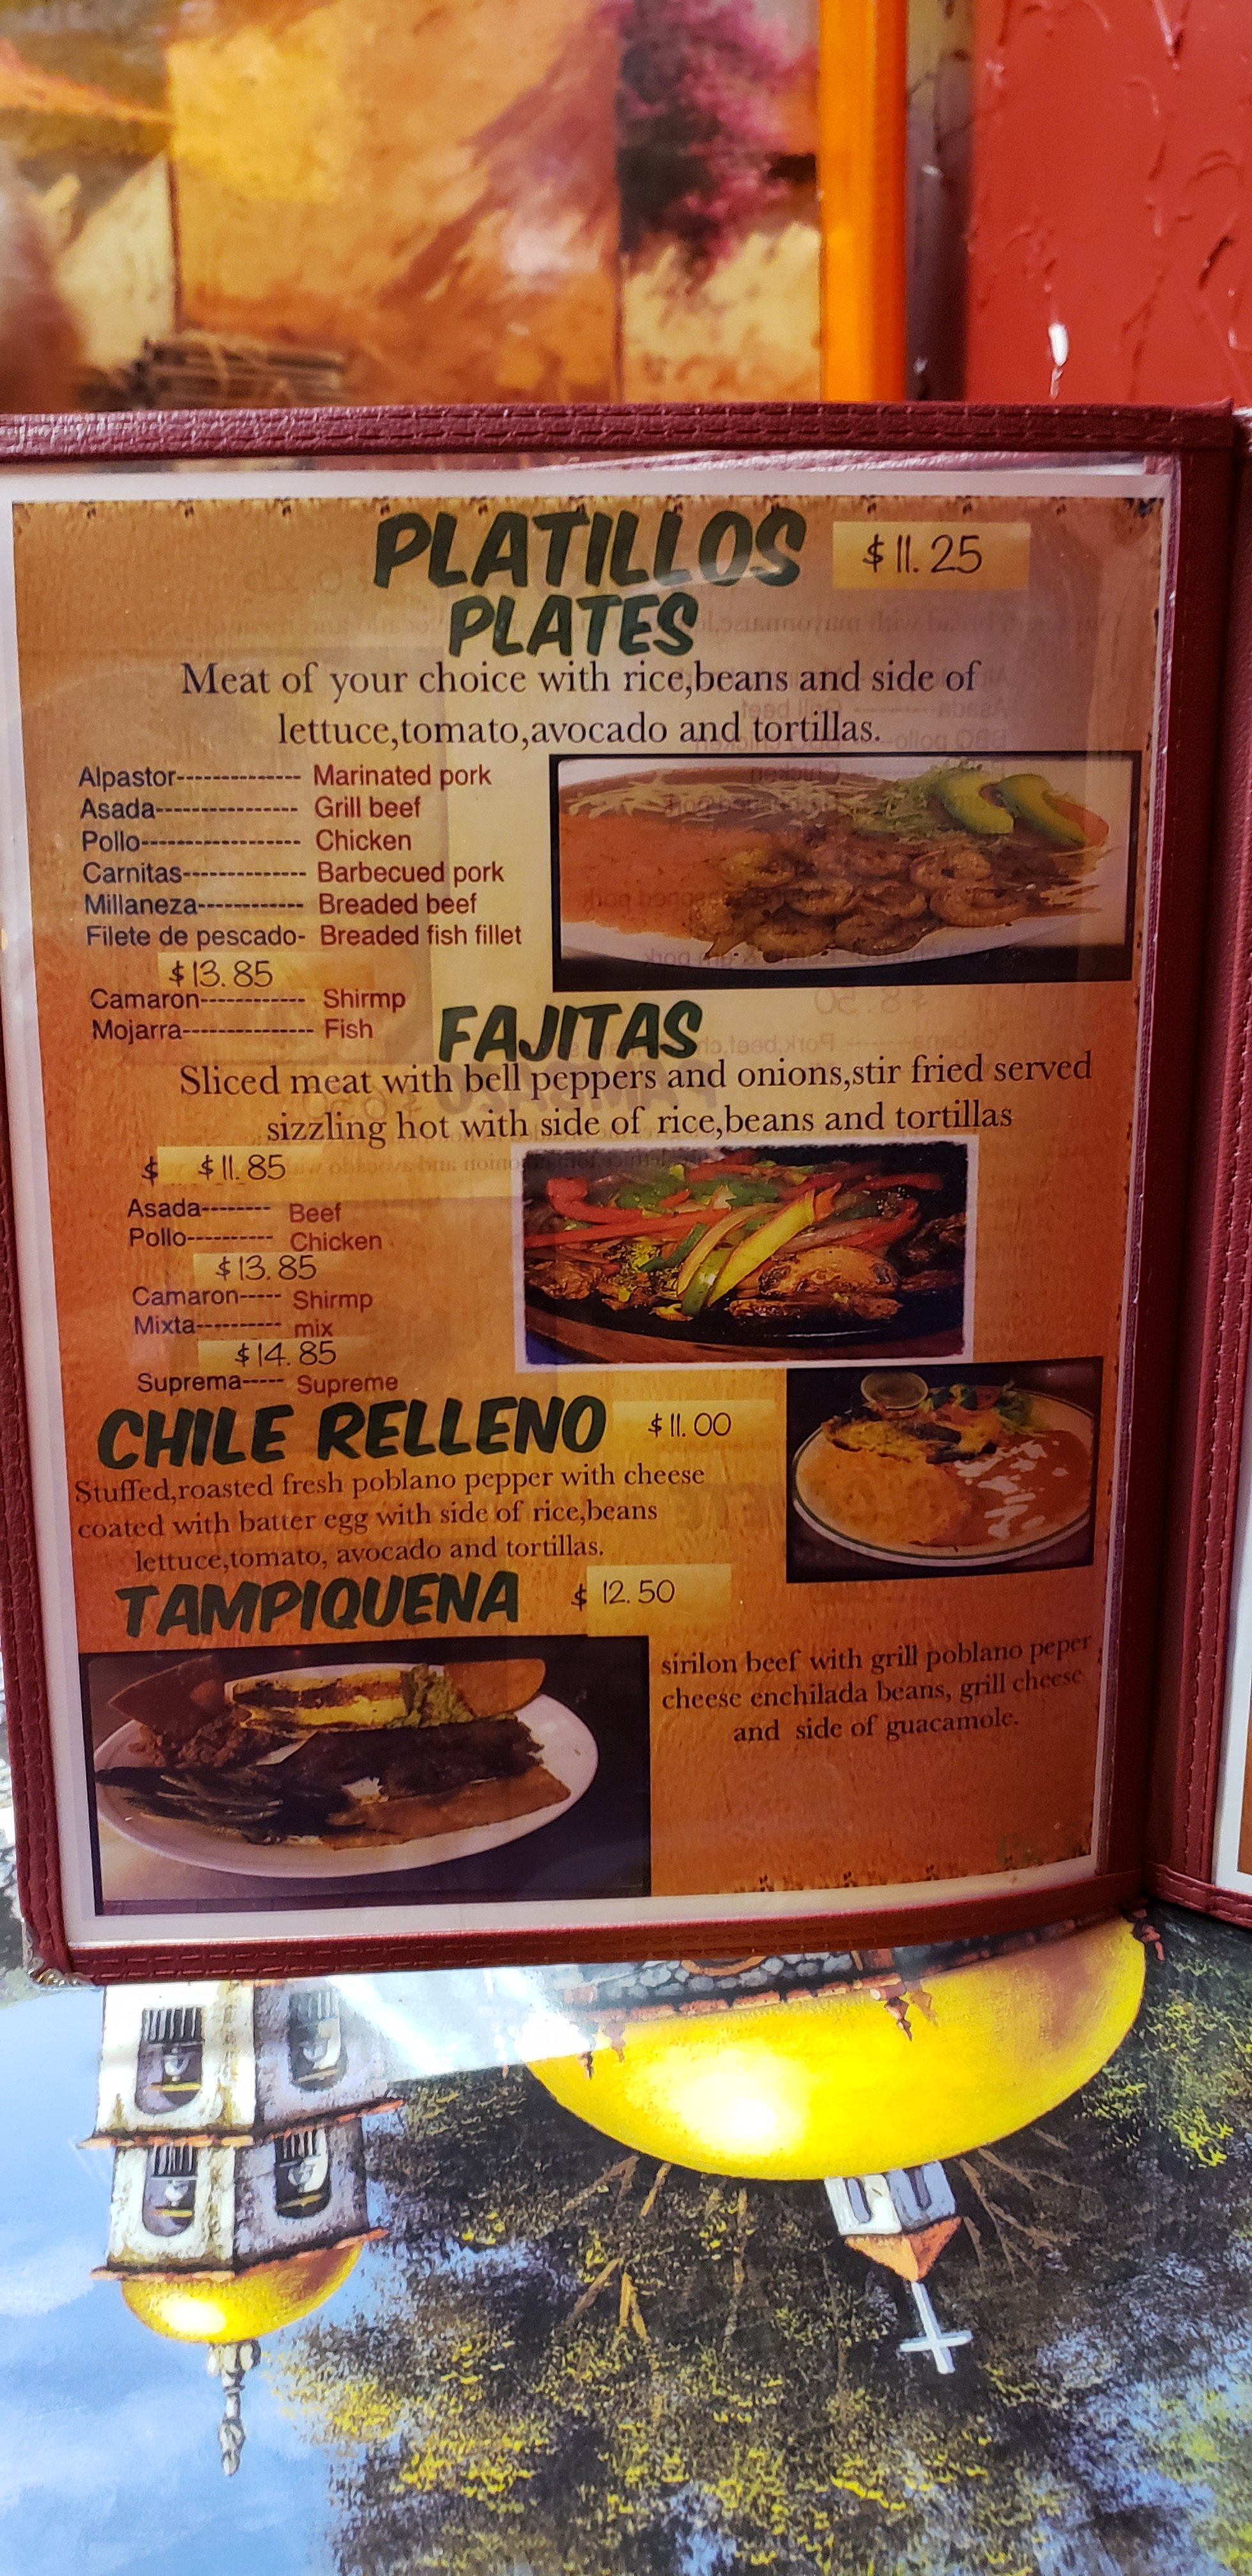 PLATILLOS $11.25
PLATES
Meat of your choice with rice,beans and side of
lettuce,tomato,avocado and tortillas.
Alpastor------------- Marinated pork
Asada--------------- Grill beef
Pollo----------------- Chicken
Carnitas------------- Barbecued pork
Millaneza----------- Breaded beef
Filete de pescado- Breaded fish fillet
$13.85
Camaron----------- Shirmp
Mojarra-------------- Fish
FAJITAS
Sliced meat with bell peppers and onions,stir fried served
sizzling hot with side of rice,beans and tortillas
$ $11.85
Asada-------- Beef
Pollo---------- Chicken
$13.85
Camaron----- Shirmp
Mixta---------- mix
$14.85
Suprema----- Supreme
CHILE RELLENO $11.00
Stuffed,roasted fresh poblano pepper with cheese
coated with batter egg with side of rice,beans
lettuce,tomato, avocado and tortillas.
TAMPIQUENA $ 12.50
sirilon beef with grill poblano peper
cheese enchilada beans, grill cheese
and side of guacamole.